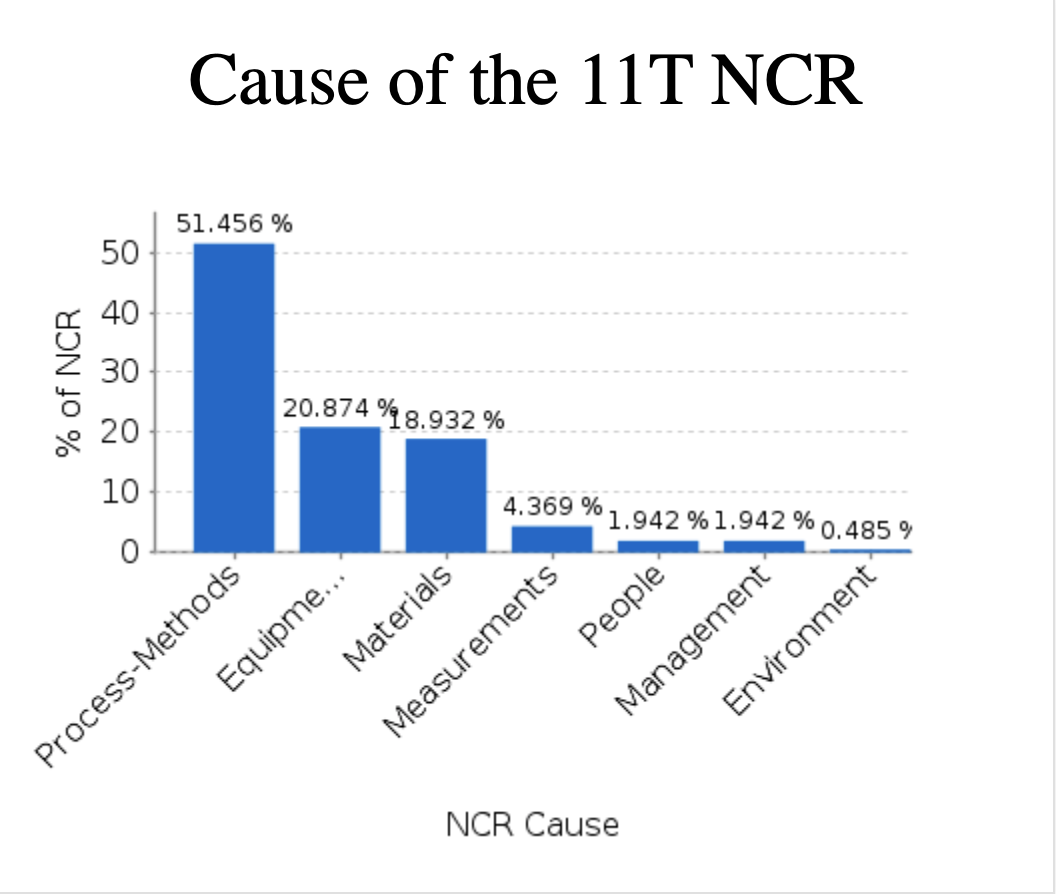 Cause of the 11T NCR
51.456 %
50
40
30
20
10
0
% of NCR
20.874 %
18.932 %
4.369 %
1.942 %
1.942 %
0.485 %
Process-Methods
Equipme...
Materials
Measurements
People
Management
Environment
NCR Cause